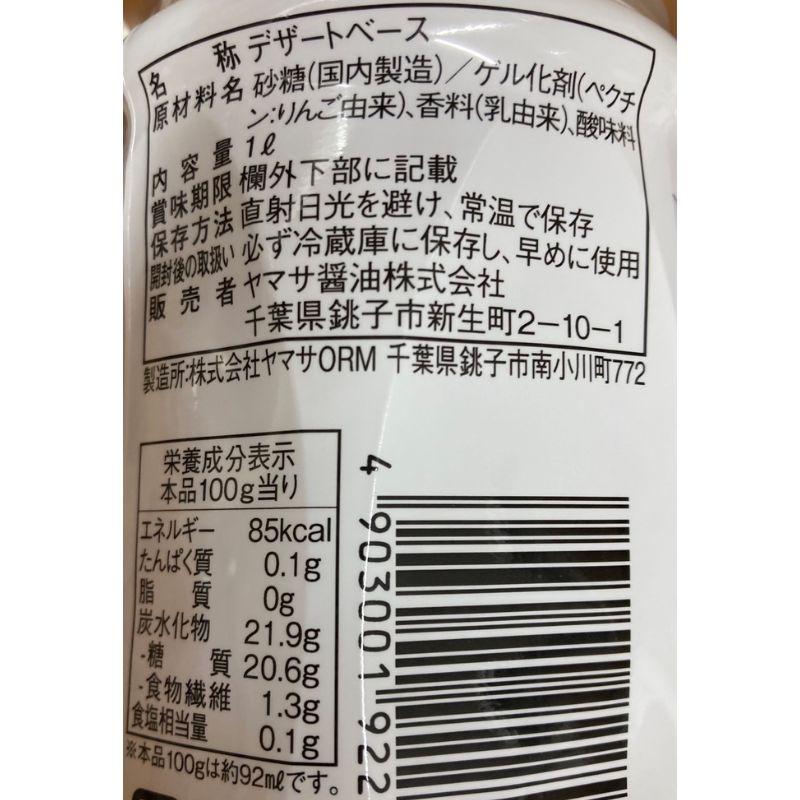 名称 デザートベース
原材料名 砂糖(国内製造)/ゲル化剤(ペクチ
ン:りんご由来)、香料(乳由来)、酸味料
内容量 1ℓ
賞味期限 欄外下部に記載
保存方法 直射日光を避け、常温で保存
開封後の取扱い 必ず冷蔵庫に保存し、早めに使用
販売者 ヤマサ醤油株式会社
千葉県銚子市新生町2-10-1
製造所:株式会社ヤマサORM 千葉県銚子市南小川町772
栄養成分表示
本品100g当り
エネルギー 85kcal
たんぱく質 0.1g
脂質 0g
炭水化物 21.9g
-糖質 20.6g
-食物繊維 1.3g
食塩相当量 0.1g
※本品100gは約92mℓです。
4 903001 922